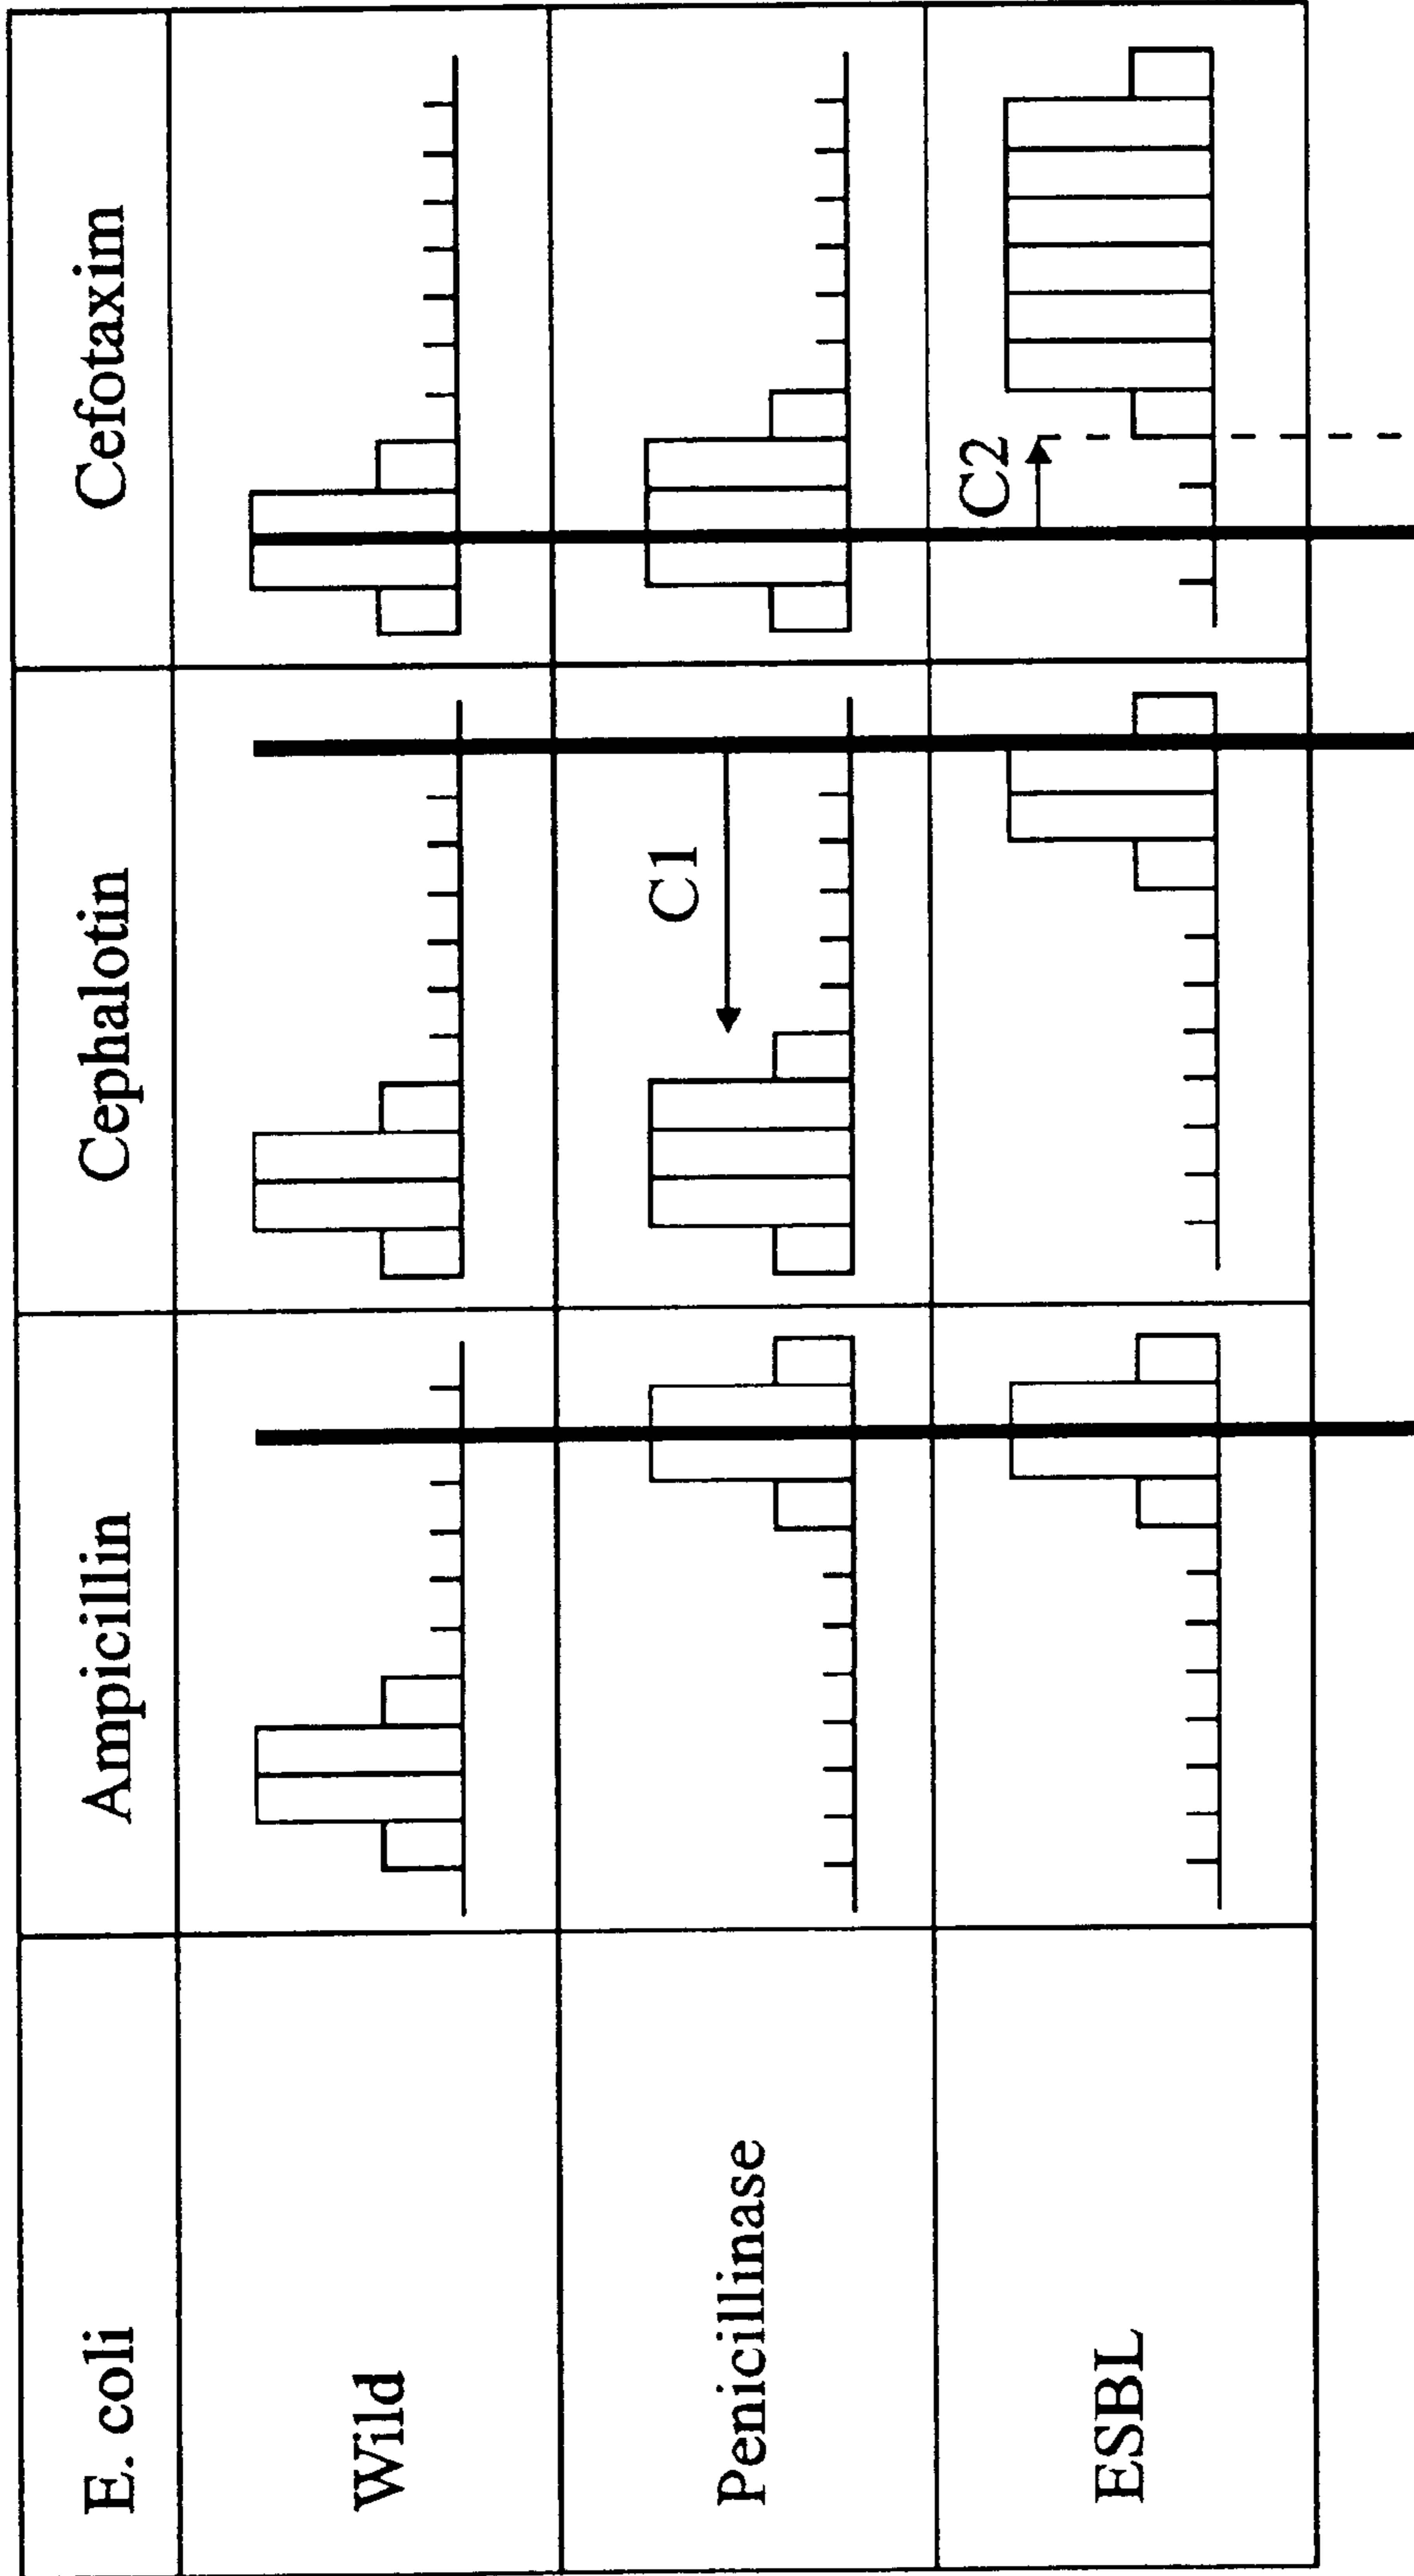 E. coli
Ampicillin
Cephalotin
Cefotaxim
Wild
Penicillinase
C1
ESBL
C2